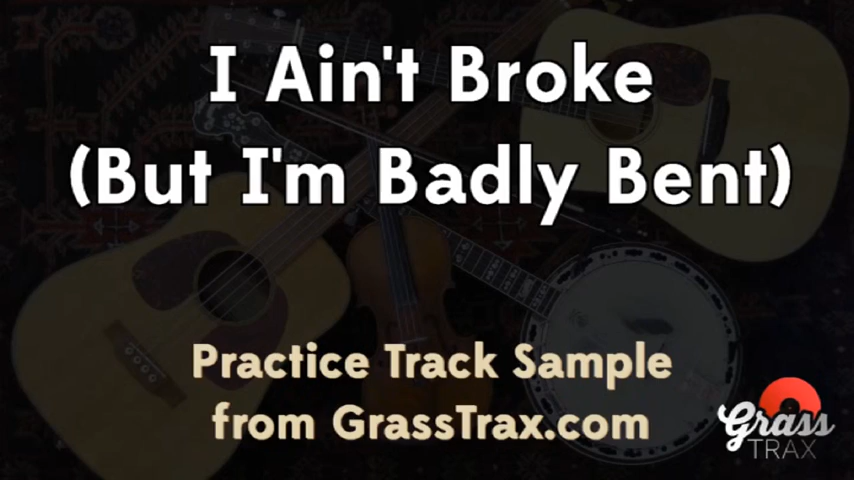 I Ain't Broke
(But I'm Badly Bent)
Practice Track Sample
from GrassTrax.com
Grass
TRAX